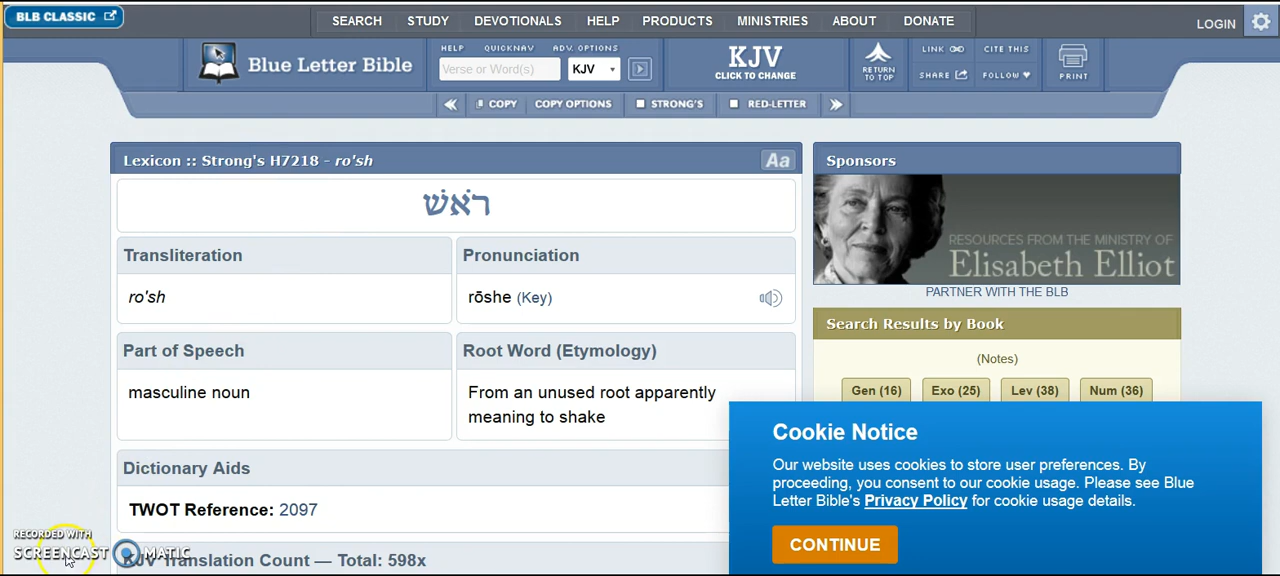 BLB CLASSIC
SEARCH STUDY DEVOTIONALS HELP PRODUCTS MINISTRIES ABOUT DONATE
LOGIN
Blue Letter Bible
HELP QUICKNAV ADV. OPTIONS
Verse or Word(s) KJV
KJV
CLICK TO CHANGE
RETURN
TO TOP
LINK CITE THIS
SHARE FOLLOW
PRINT
COPY COPY OPTIONS STRONG'S RED-LETTER
Lexicon :: Strong's H7218 - ro'sh
Aa
רֹאשׁ
Transliteration
ro'sh
Pronunciation
rōshe (Key)
Part of Speech
masculine noun
Root Word (Etymology)
From an unused root apparently
meaning to shake
Dictionary Aids
TWOT Reference: 2097
KJV Translation Count — Total: 598x
Sponsors
RESOURCES FROM THE MINISTRY OF
Elisabeth Elliot
PARTNER WITH THE BLB
Search Results by Book
(Notes)
Gen (16) Exo (25) Lev (38) Num (36)
Cookie Notice
Our website uses cookies to store user preferences. By
proceeding, you consent to our cookie usage. Please see Blue
Letter Bible's Privacy Policy for cookie usage details.
CONTINUE
RECORDED WITH
SCREENCAST MATIC